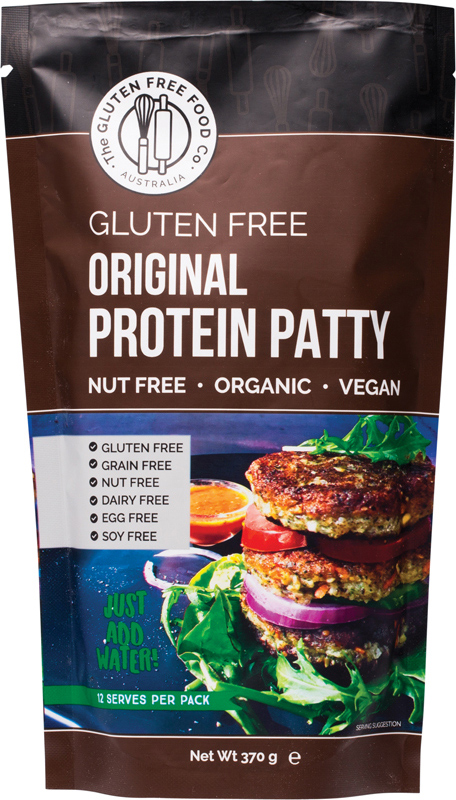 The GLUTEN FREE FOOD Co.
AUSTRALIA
GLUTEN FREE
ORIGINAL
PROTEIN PATTY
NUT FREE • ORGANIC • VEGAN
GLUTEN FREE
GRAIN FREE
NUT FREE
DAIRY FREE
EGG FREE
SOY FREE
JUST
ADD
WATER!
12 SERVES PER PACK
SERVING SUGGESTION
Net Wt 370 g e